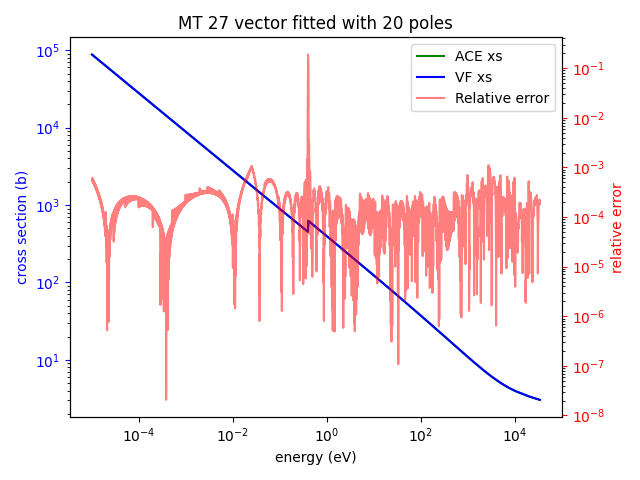 MT 27 vector fitted with 20 poles
ACE xs
VF xs
Relative error
cross section (b)
10^5
10^4
10^3
10^2
10^1
10^-1
10^-2
10^-3
10^-4
10^-5
10^-6
10^-7
10^-8
relative error
10^-4
10^-2
10^0
10^2
10^4
energy (eV)